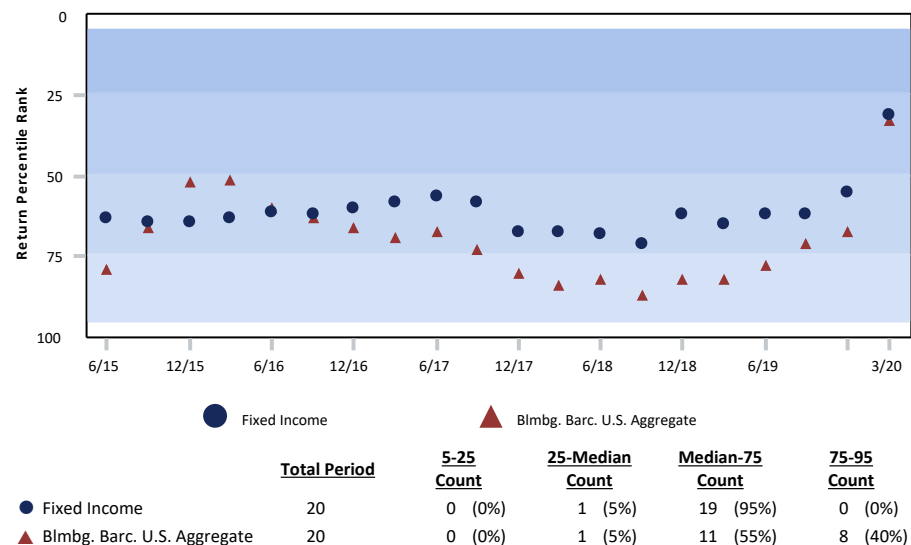 0
25
50
75
100
Return Percentile Rank
6/15 12/15 6/16 12/16 6/17 12/17 6/18 12/18 6/19 3/20
Fixed Income Blmbg. Barc. U.S. Aggregate
Total Period 5-25 Count 25-Median Count Median-75 Count 75-95 Count
Fixed Income 20 0 (0%) 1 (5%) 19 (95%) 0 (0%)
Blmbg. Barc. U.S. Aggregate 20 0 (0%) 1 (5%) 11 (55%) 8 (40%)